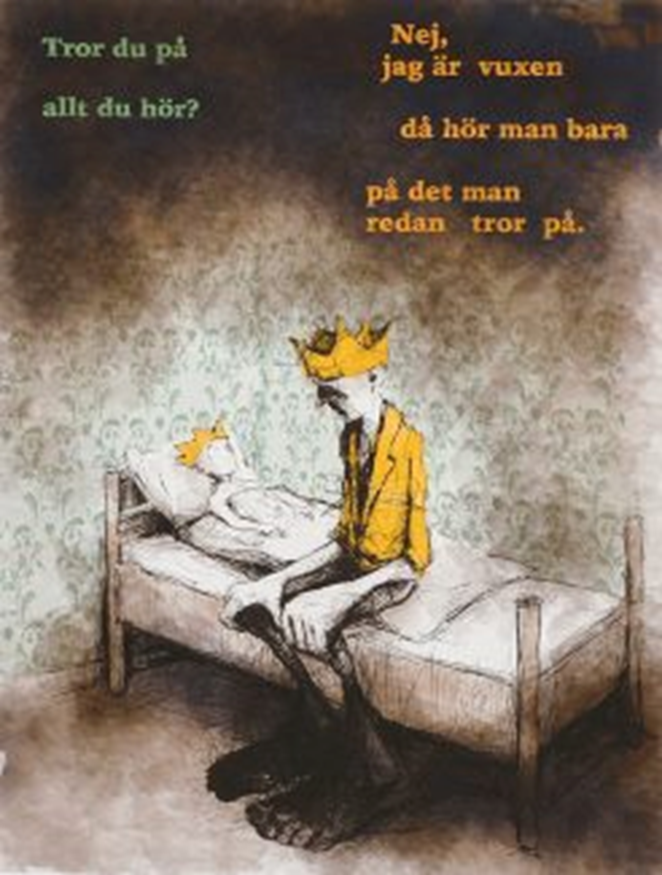 Tror du på
allt du hör?
Nej,
jag är vuxen
då hör man bara
på det man
redan tror på.